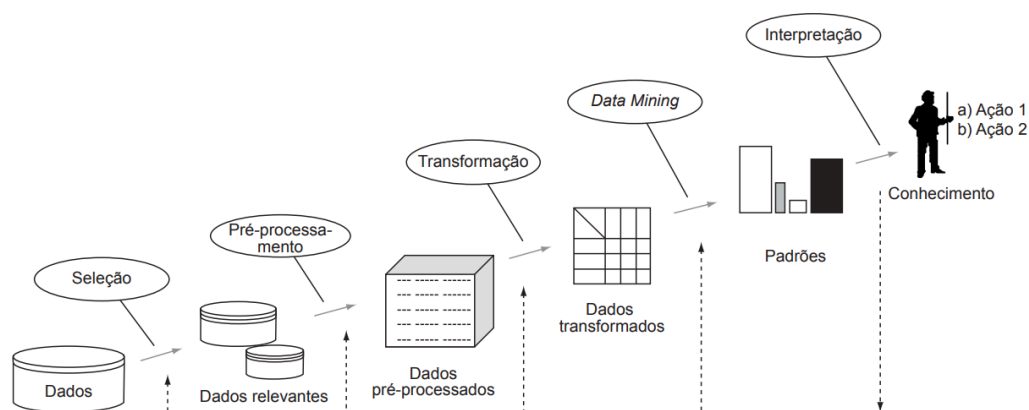 Interpretação
a) Ação 1
b) Ação 2
Conhecimento
Data Mining
Padrões
Transformação
Dados
transformados
Pré-processa-
mento
Dados
pré-processados
Seleção
Dados relevantes
Dados